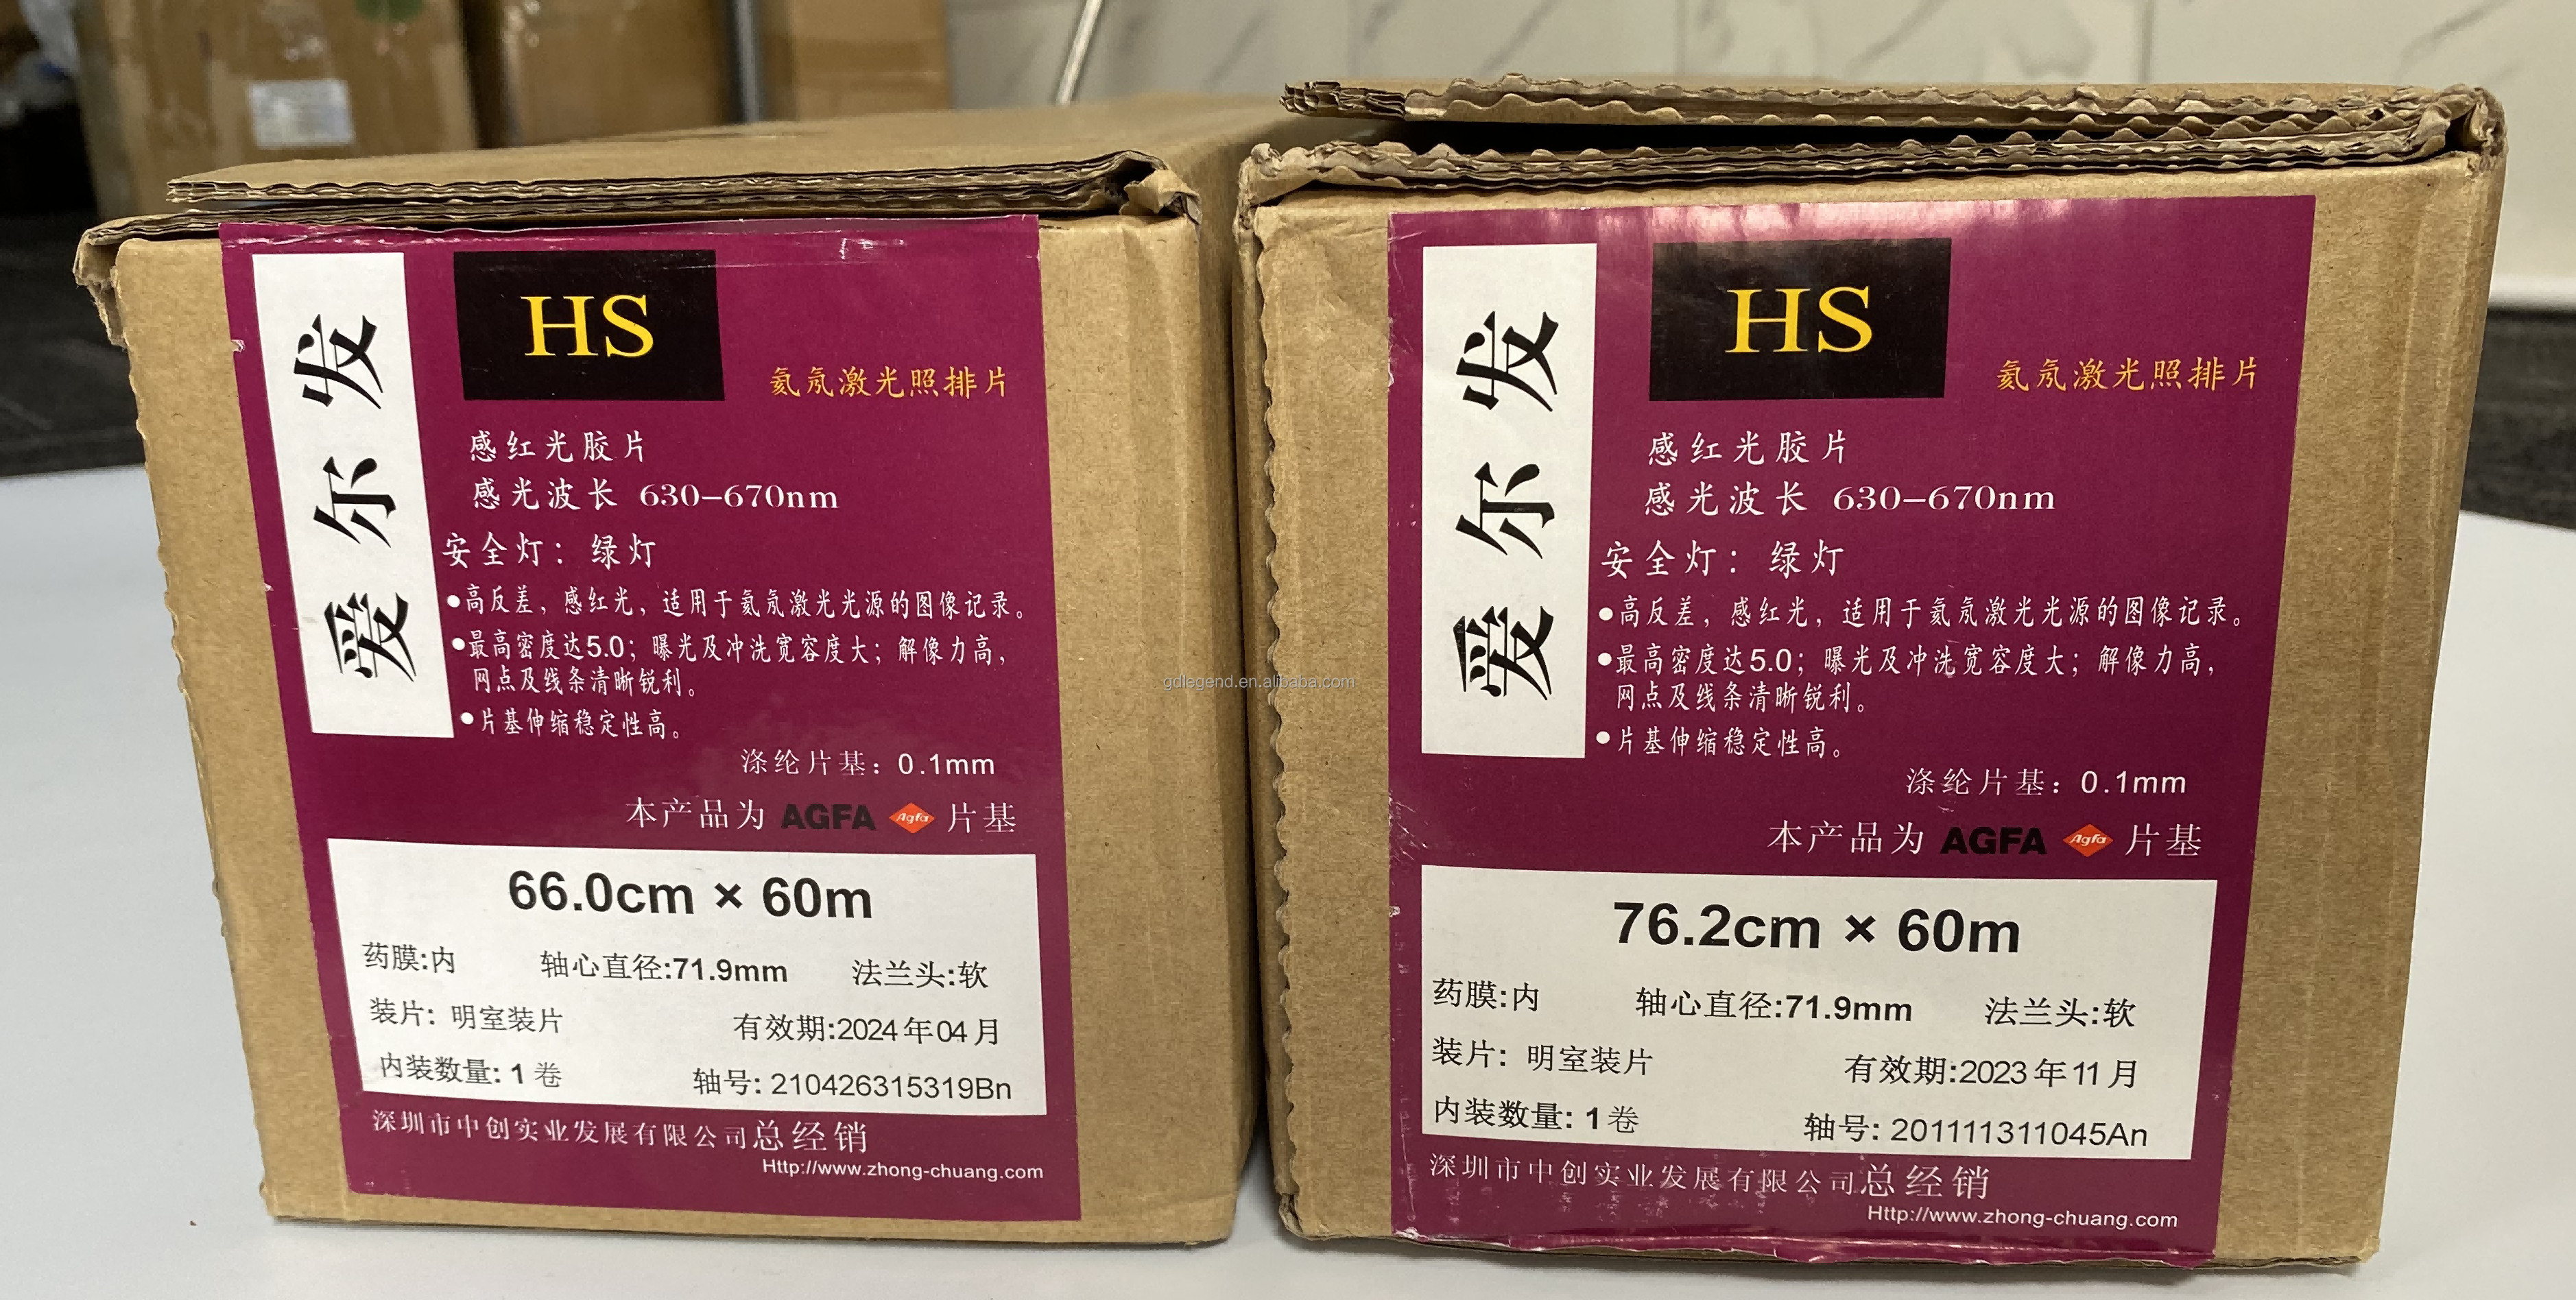 爱尔发
HS
氦氖激光照排片
感红光胶片
感光波长 630-670nm
安全灯：绿灯
●高反差，感红光，适用于氦氖激光光源的图像记录。
●最高密度达5.0；曝光及冲洗宽容度大；解像力高，
网点及线条清晰锐利。
●片基伸缩稳定性高。
涤纶片基：0.1mm
本产品为 AGFA Agfa 片基
66.0cm × 60m
药膜:内 轴心直径:71.9mm 法兰头:软
装片: 明室装片 有效期:2024年04月
内装数量: 1 卷 轴号: 210426315319Bn
深圳市中创实业发展有限公司总经销
Http://www.zhong-chuang.com
爱尔发
HS
氦氖激光照排片
感红光胶片
感光波长 630-670nm
安全灯：绿灯
●高反差，感红光，适用于氦氖激光光源的图像记录。
●最高密度达5.0；曝光及冲洗宽容度大；解像力高，
网点及线条清晰锐利。
●片基伸缩稳定性高。
涤纶片基：0.1mm
本产品为 AGFA Agfa 片基
76.2cm × 60m
药膜:内 轴心直径:71.9mm 法兰头:软
装片: 明室装片 有效期:2023年11月
内装数量: 1卷 轴号: 201111311045An
深圳市中创实业发展有限公司总经销
Http://www.zhong-chuang.com
gdlegend.en.alibaba.com